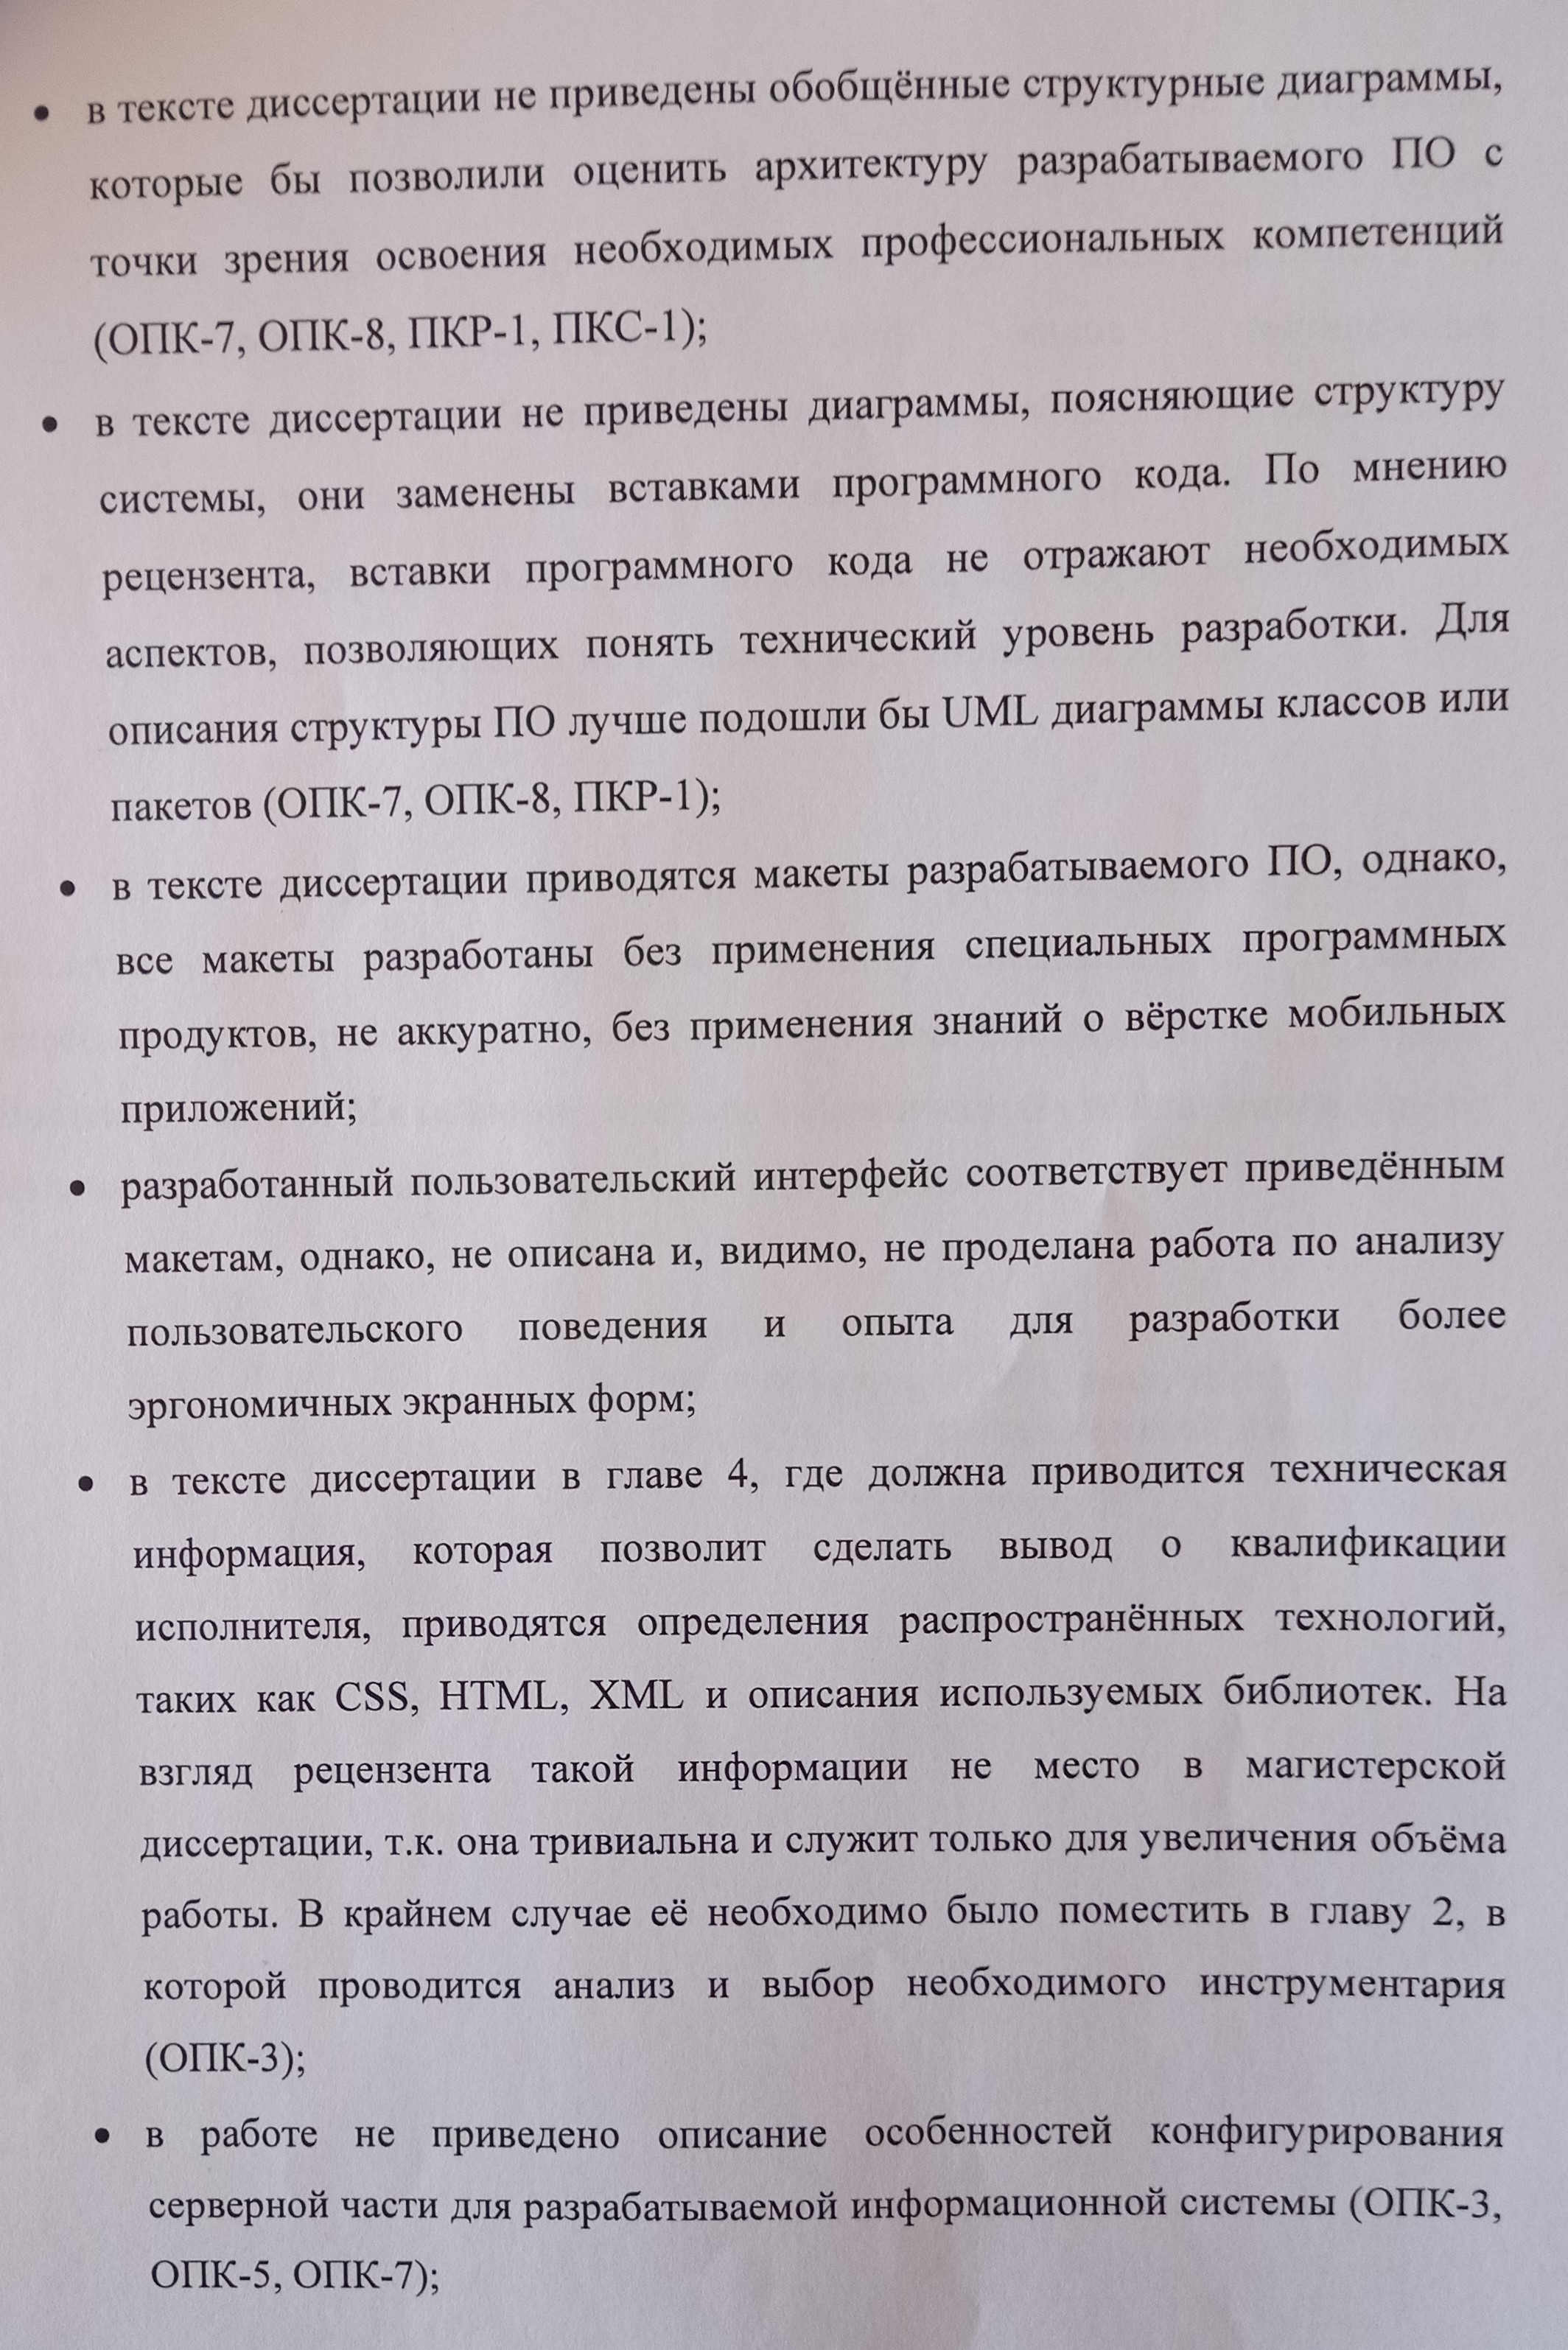 • в тексте диссертации не приведены обобщённые структурные диаграммы,
которые бы позволили оценить архитектуру разрабатываемого ПО с
точки зрения освоения необходимых профессиональных компетенций
(ОПК-7, ОПК-8, ПКР-1, ПКС-1);
• в тексте диссертации не приведены диаграммы, поясняющие структуру
системы, они заменены вставками программного кода. По мнению
рецензента, вставки программного кода не отражают необходимых
аспектов, позволяющих понять технический уровень разработки. Для
описания структуры ПО лучше подошли бы UML диаграммы классов или
пакетов (ОПК-7, ОПК-8, ПКР-1);
• в тексте диссертации приводятся макеты разрабатываемого ПО, однако,
все макеты разработаны без применения специальных программных
продуктов, не аккуратно, без применения знаний о вёрстке мобильных
приложений;
• разработанный пользовательский интерфейс соответствует приведённым
макетам, однако, не описана и, видимо, не проделана работа по анализу
пользовательского поведения и опыта для разработки более
эргономичных экранных форм;
• в тексте диссертации в главе 4, где должна приводится техническая
информация, которая позволит сделать вывод о квалификации
исполнителя, приводятся определения распространённых технологий,
таких как CSS, HTML, XML и описания используемых библиотек. На
взгляд рецензента такой информации не место в магистерской
диссертации, т.к. она тривиальна и служит только для увеличения объёма
работы. В крайнем случае её необходимо было поместить в главу 2, в
которой проводится анализ и выбор необходимого инструментария
(ОПК-3);
• в работе не приведено описание особенностей конфигурирования
серверной части для разрабатываемой информационной системы (ОПК-3,
ОПК-5, ОПК-7);